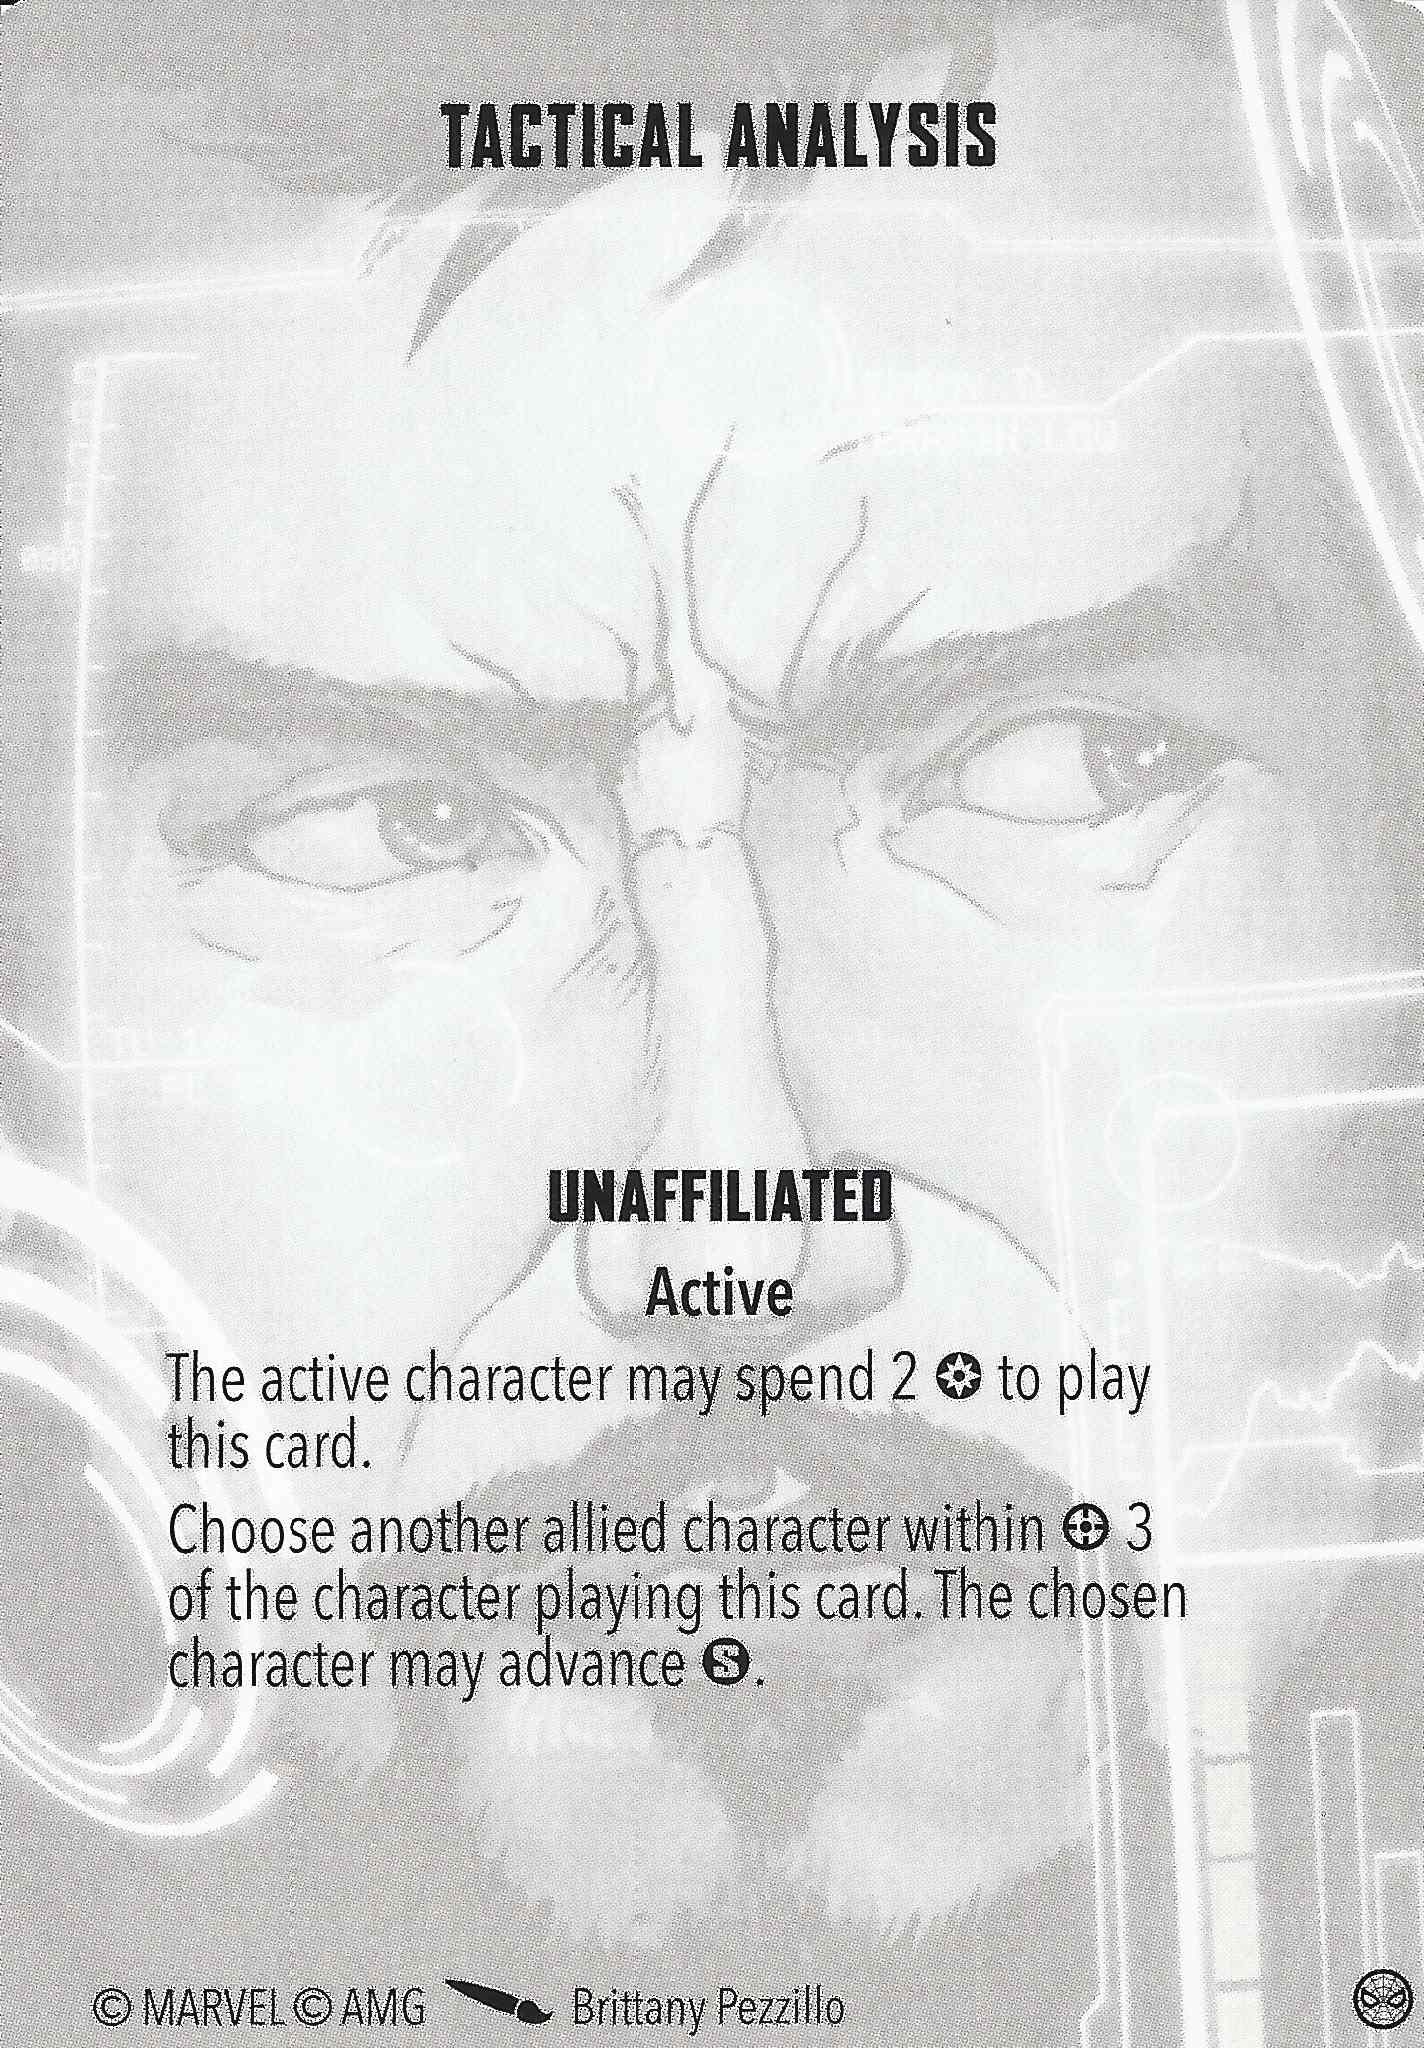 TACTICAL ANALYSIS
UNAFFILIATED
Active
The active character may spend 2 to play
this card.
Choose another allied character within 3
of the character playing this card. The chosen
character may advance S.
© MARVEL © AMG Brittany Pezzillo